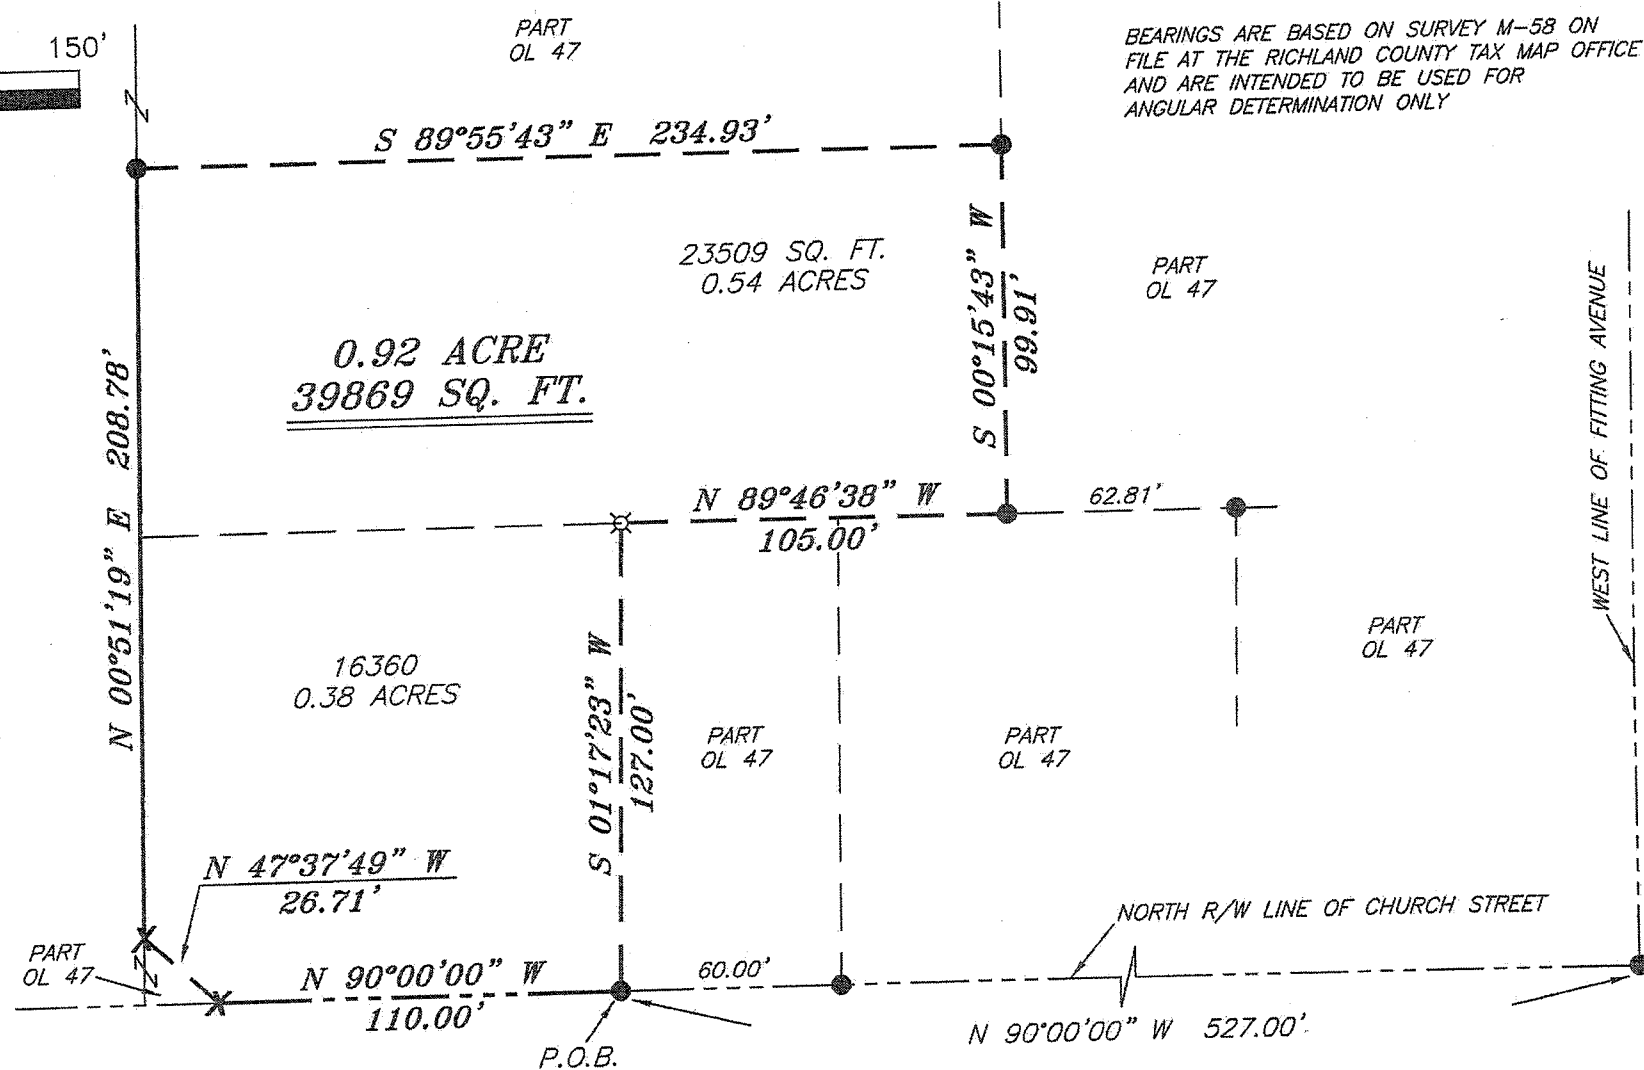 150'
PART
OL 47
BEARINGS ARE BASED ON SURVEY M-58 ON
FILE AT THE RICHLAND COUNTY TAX MAP OFFICE
AND ARE INTENDED TO BE USED FOR
ANGULAR DETERMINATION ONLY
S 89°55'43" E 234.93'
23509 SQ. FT.
0.54 ACRES
S 00°15'43" W
99.91'
PART
OL 47
WEST LINE OF FITTING AVENUE
0.92 ACRE
39869 SQ. FT.
N 00°51'19" E 208.78'
N 89°46'38" W
105.00'
62.81'
16360
0.38 ACRES
S 01°17'23" W
127.00'
PART
OL 47
PART
OL 47
PART
OL 47
N 47°37'49" W
26.71'
NORTH R/W LINE OF CHURCH STREET
PART
OL 47
N 90°00'00" W
110.00'
60.00'
N 90°00'00" W 527.00'
P.O.B.